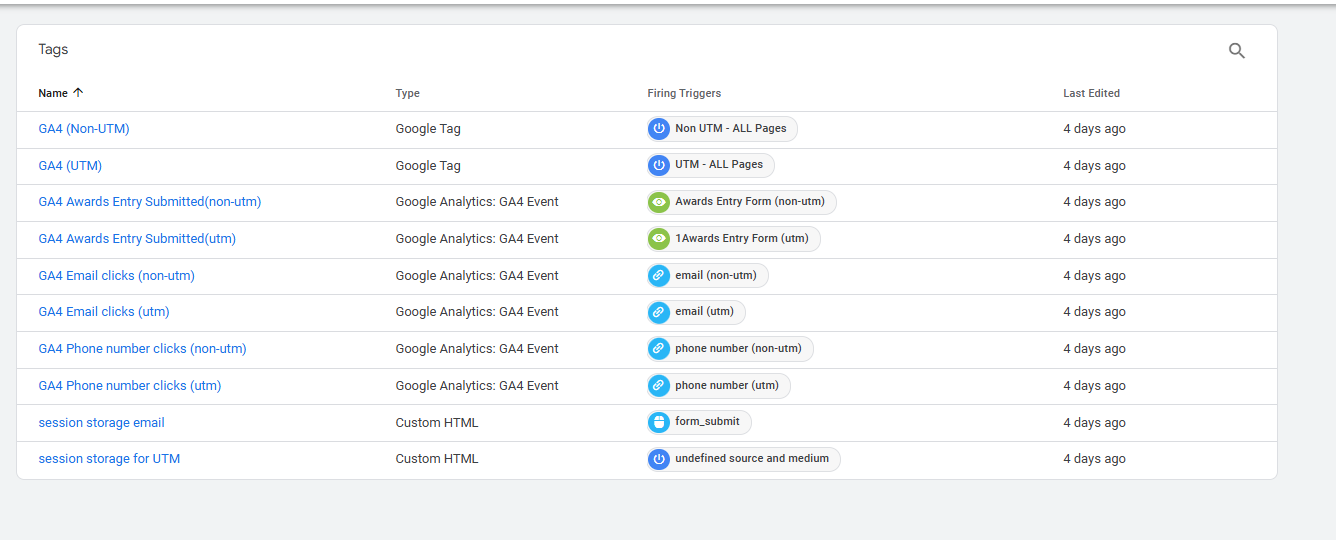 Tags
Name Type Firing Triggers Last Edited
GA4 (Non-UTM) Google Tag Non UTM - ALL Pages 4 days ago
GA4 (UTM) Google Tag UTM - ALL Pages 4 days ago
GA4 Awards Entry Submitted(non-utm) Google Analytics: GA4 Event Awards Entry Form (non-utm) 4 days ago
GA4 Awards Entry Submitted(utm) Google Analytics: GA4 Event 1Awards Entry Form (utm) 4 days ago
GA4 Email clicks (non-utm) Google Analytics: GA4 Event email (non-utm) 4 days ago
GA4 Email clicks (utm) Google Analytics: GA4 Event email (utm) 4 days ago
GA4 Phone number clicks (non-utm) Google Analytics: GA4 Event phone number (non-utm) 4 days ago
GA4 Phone number clicks (utm) Google Analytics: GA4 Event phone number (utm) 4 days ago
session storage email Custom HTML form_submit 4 days ago
session storage for UTM Custom HTML undefined source and medium 4 days ago